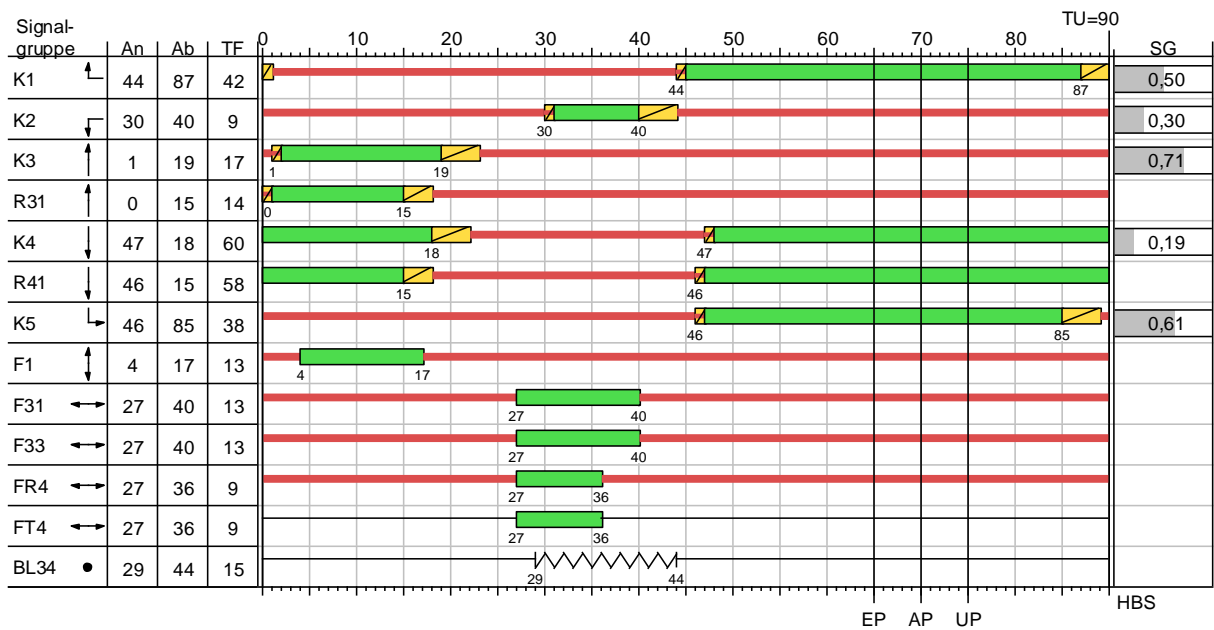 TU=90
Signal-
gruppe An Ab TF 0 10 20 30 40 50 60 70 80 SG
K1 44 87 42 44 87 0,50
K2 30 40 9 30 40 0,30
K3 1 19 17 1 19 0,71
R31 0 15 14 0 15
K4 47 18 60 18 47 0,19
R41 46 15 58 15 46
K5 46 85 38 46 85 0,61
F1 4 17 13 4 17
F31 27 40 13 27 40
F33 27 40 13 27 40
FR4 27 36 9 27 36
FT4 27 36 9 27 36
BL34 29 44 15 29 44
HBS
EP AP UP